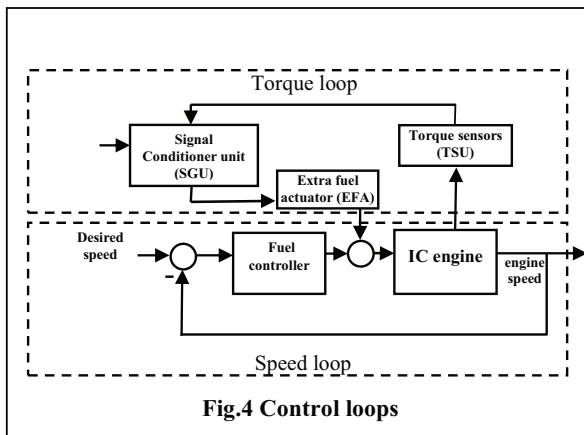 Torque loop
Signal
Conditioner unit
(SGU)
Torque sensors
(TSU)
Extra fuel
actuator (EFA)
Desired
speed
Fuel
controller
IC engine
engine
speed
Speed loop
Fig.4 Control loops